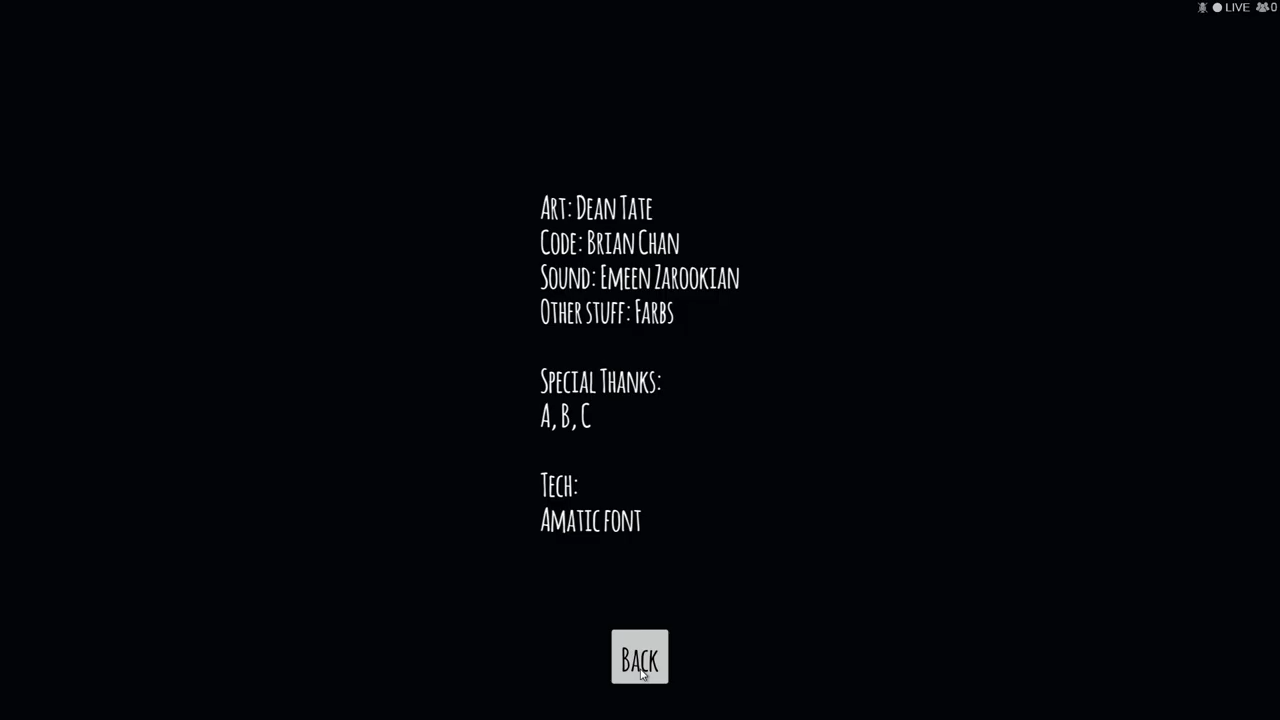 LIVE 0
Art: Dean Tate
Code: Brian Chan
Sound: Emeen Zarookian
Other stuff: Farbs
Special Thanks:
A, B, C
Tech:
Amatic font
Back